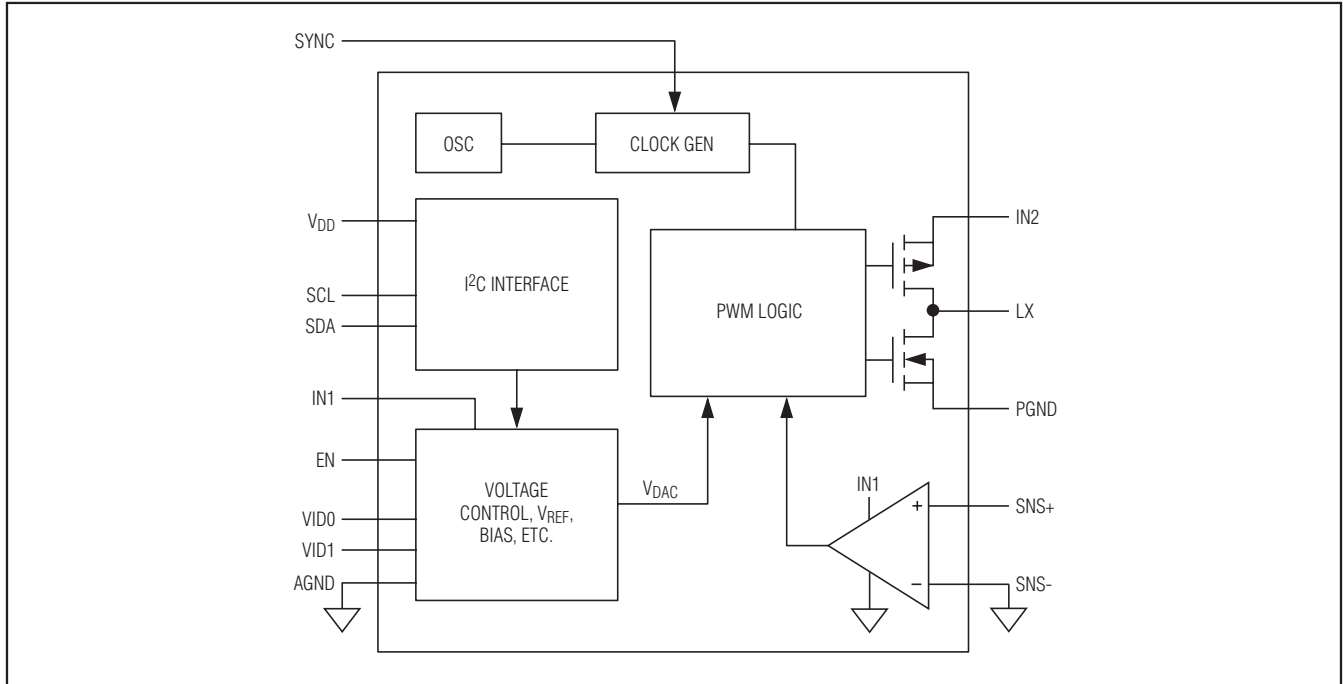 SYNC
OSC
CLOCK GEN
VDD
SCL
SDA
I2C INTERFACE
PWM LOGIC
IN2
LX
PGND
IN1
EN
VID0
VID1
AGND
VOLTAGE
CONTROL, VREF,
BIAS, ETC.
VDAC
IN1
+
−
SNS+
SNS-